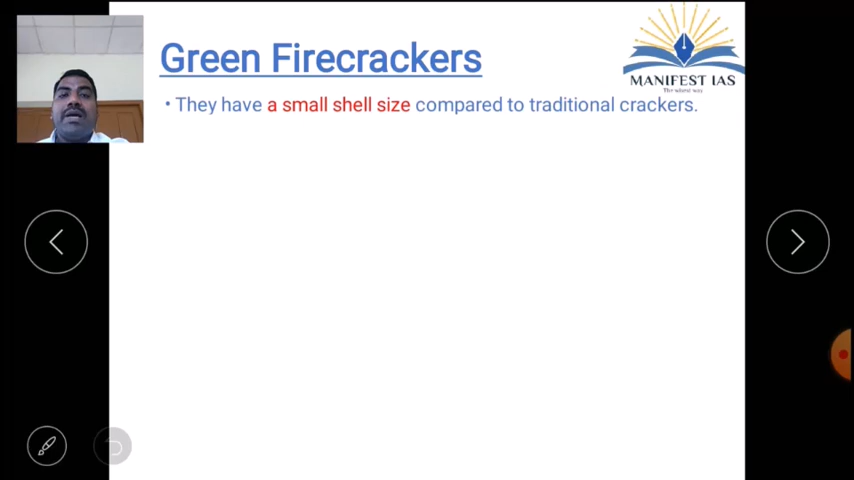 Green Firecrackers
MANIFEST IAS
• They have a small shell size compared to traditional crackers.